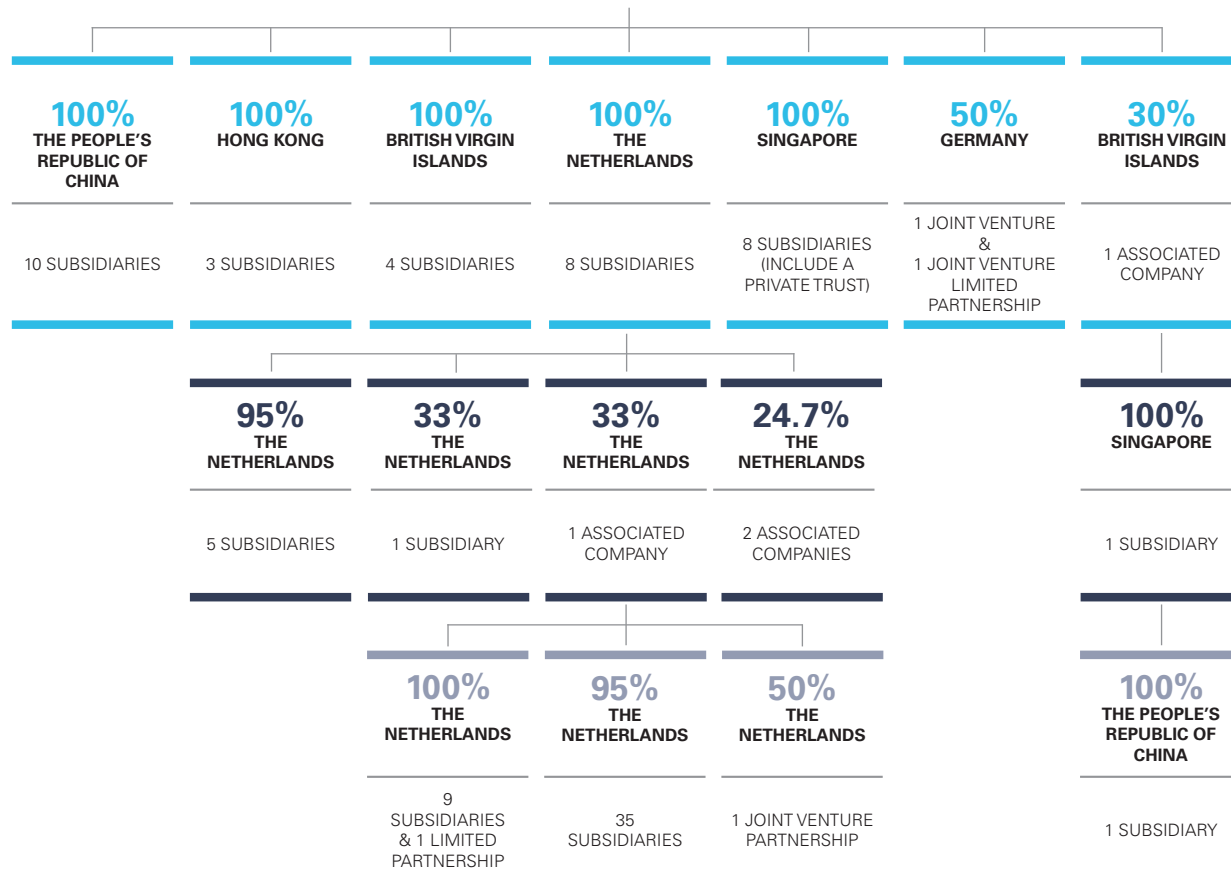 100%
THE PEOPLE'S
REPUBLIC OF
CHINA
10 SUBSIDIARIES
100%
HONG KONG
3 SUBSIDIARIES
100%
BRITISH VIRGIN
ISLANDS
4 SUBSIDIARIES
100%
THE
NETHERLANDS
8 SUBSIDIARIES
100%
SINGAPORE
8 SUBSIDIARIES
(INCLUDE A
PRIVATE TRUST)
50%
GERMANY
1 JOINT VENTURE
&
1 JOINT VENTURE
LIMITED
PARTNERSHIP
30%
BRITISH VIRGIN
ISLANDS
1 ASSOCIATED
COMPANY
95%
THE
NETHERLANDS
5 SUBSIDIARIES
33%
THE
NETHERLANDS
1 SUBSIDIARY
33%
THE
NETHERLANDS
1 ASSOCIATED
COMPANY
24.7%
THE
NETHERLANDS
2 ASSOCIATED
COMPANIES
100%
SINGAPORE
1 SUBSIDIARY
100%
THE
NETHERLANDS
9
SUBSIDIARIES
& 1 LIMITED
PARTNERSHIP
95%
THE
NETHERLANDS
35
SUBSIDIARIES
50%
THE
NETHERLANDS
1 JOINT VENTURE
PARTNERSHIP
100%
THE PEOPLE'S
REPUBLIC OF
CHINA
1 SUBSIDIARY